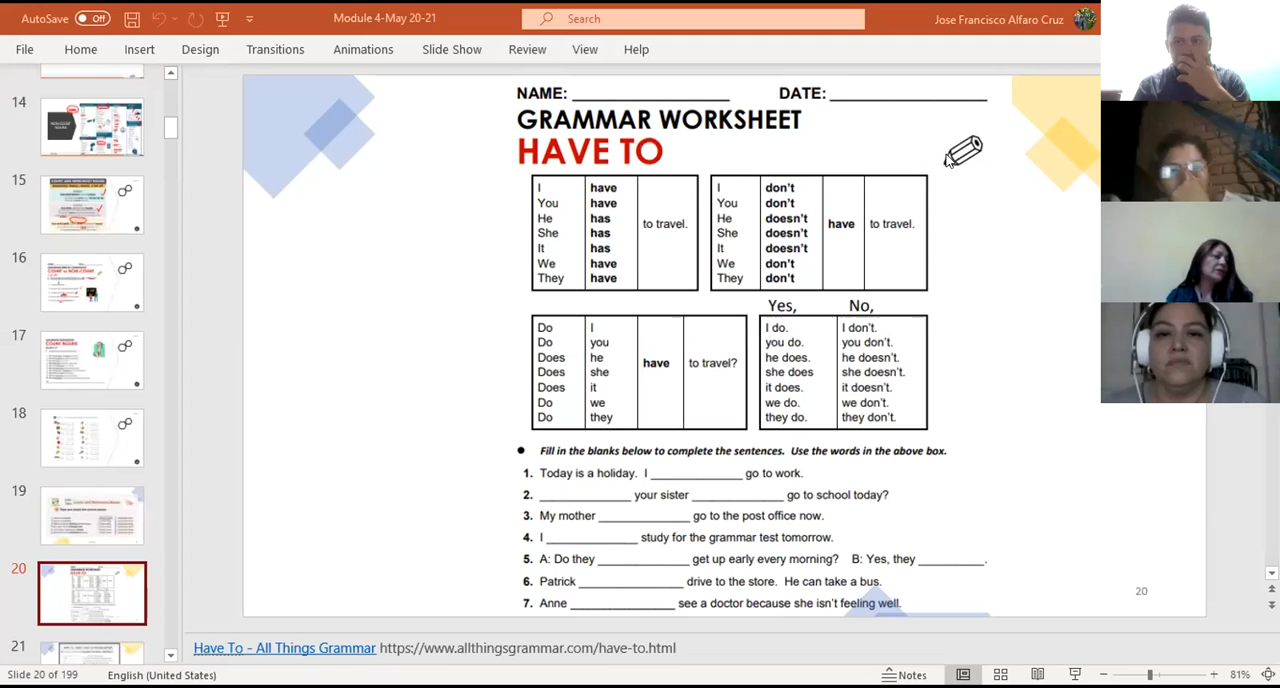 AutoSave Off Module 4-May 20-21 Search Jose Francisco Alfaro Cruz
File Home Insert Design Transitions Animations Slide Show Review View Help
14
15
16
17
18
19
20
21
NAME: DATE:
GRAMMAR WORKSHEET
HAVE TO
I have
You have
He has
She has
It has
We have
They have
to travel.
I don't
You don't
He doesn't
She doesn't
It doesn't
We don't
They don't
have to travel.
Do I
Do you
Does he
Does she
Does it
Do we
Do they
have to travel?
Yes, No,
I do. I don't.
you do. you don't.
he does. he doesn't.
she does she doesn't.
it does. it doesn't.
we do. we don't.
they do. they don't.
Fill in the blanks below to complete the sentences. Use the words in the above box.
1. Today is a holiday. I ______________ go to work.
2. ______________ your sister ______________ go to school today?
3. My mother ______________ go to the post office now.
4. I ______________ study for the grammar test tomorrow.
5. A: Do they ______________ get up early every morning? B: Yes, they __________.
6. Patrick ________________ drive to the store. He can take a bus.
7. Anne ________________ see a doctor because she isn't feeling well.
20
Have To - All Things Grammar https://www.allthingsgrammar.com/have-to.html
Slide 20 of 199 English (United States) Notes 81%